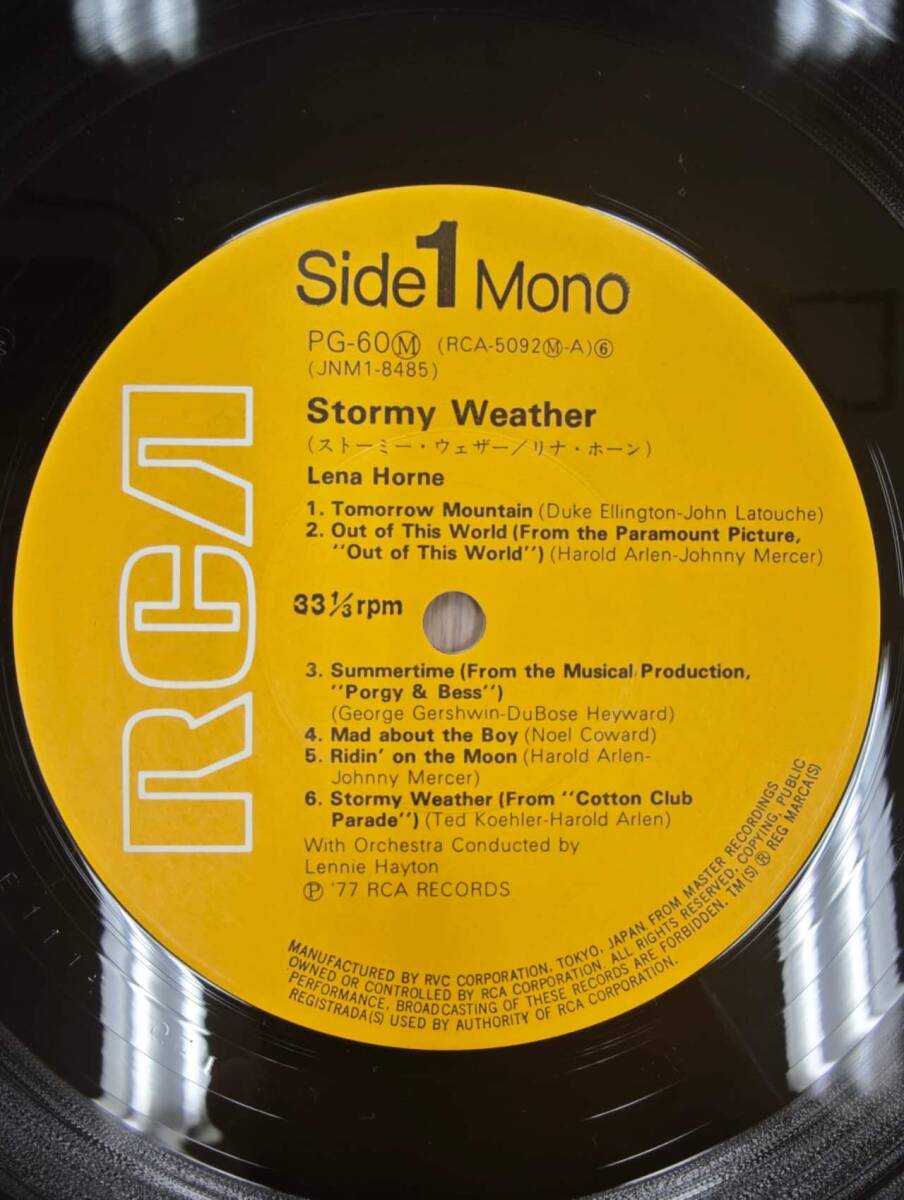 Side 1 Mono
PG-60Ⓜ (RCA-5092Ⓜ-A)⑥
(JNM1-8485)
Stormy Weather
(ストーミー・ウェザー/リナ・ホーン)
Lena Horne
1. Tomorrow Mountain (Duke Ellington-John Latouche)
2. Out of This World (From the Paramount Picture,
"Out of This World") (Harold Arlen-Johnny Mercer)
33 1/3 rpm
RCA
3. Summertime (From the Musical Production,
"Porgy & Bess")
(George Gershwin-DuBose Heyward)
4. Mad about the Boy (Noel Coward)
5. Ridin' on the Moon (Harold Arlen-
Johnny Mercer)
6. Stormy Weather (From "Cotton Club
Parade") (Ted Koehler-Harold Arlen)
With Orchestra Conducted by
Lennie Hayton
Ⓟ '77 RCA RECORDS
MANUFACTURED BY RVC CORPORATION, TOKYO, JAPAN, FROM MASTER RECORDINGS
OWNED OR CONTROLLED BY RCA CORPORATION. ALL RIGHTS RESERVED, COPYING, PUBLIC
PERFORMANCE, BROADCASTING OF THESE RECORDS ARE FORBIDDEN. TM(S) ® REG MARCA(S)
REGISTRADA(S) USED BY AUTHORITY OF RCA CORPORATION.